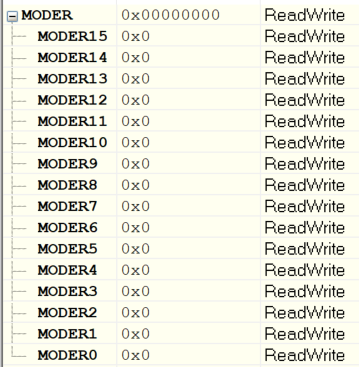 MODER 0x00000000 ReadWrite
MODER15 0x0 ReadWrite
MODER14 0x0 ReadWrite
MODER13 0x0 ReadWrite
MODER12 0x0 ReadWrite
MODER11 0x0 ReadWrite
MODER10 0x0 ReadWrite
MODER9 0x0 ReadWrite
MODER8 0x0 ReadWrite
MODER7 0x0 ReadWrite
MODER6 0x0 ReadWrite
MODER5 0x0 ReadWrite
MODER4 0x0 ReadWrite
MODER3 0x0 ReadWrite
MODER2 0x0 ReadWrite
MODER1 0x0 ReadWrite
MODER0 0x0 ReadWrite